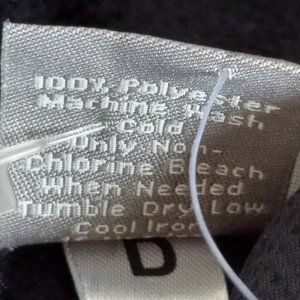 100% Polyester
Machine Wash
Cold
Only Non-
Chlorine Bleach
When Needed
Tumble Dry Low
Cool Iron
D